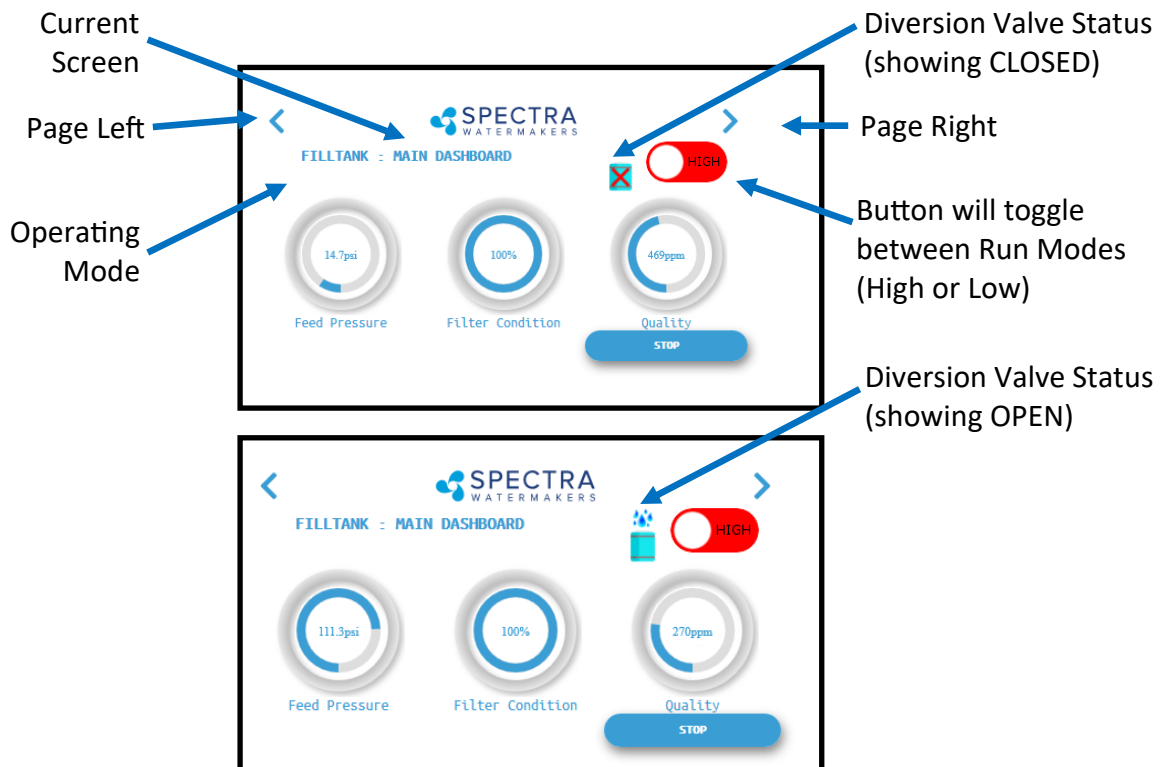 Current
Screen
Diversion Valve Status
(showing CLOSED)
Page Left
SPECTRA
WATERMAKERS
Page Right
FILLTANK : MAIN DASHBOARD
HIGH
Operating
Mode
Button will toggle
between Run Modes
(High or Low)
14.7psi
100%
469ppm
Feed Pressure
Filter Condition
Quality
STOP
Diversion Valve Status
(showing OPEN)
SPECTRA
WATERMAKERS
FILLTANK : MAIN DASHBOARD
HIGH
111.3psi
100%
270ppm
Feed Pressure
Filter Condition
Quality
STOP